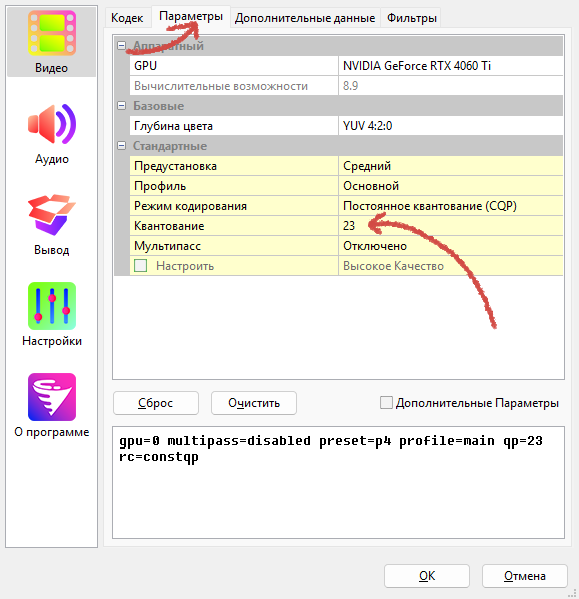 Кодек Параметры Дополнительные данные Фильтры
Видео
Аудио
Вывод
Настройки
О программе
Аппаратный
GPU NVIDIA GeForce RTX 4060 Ti
Вычислительные возможности 8.9
Базовые
Глубина цвета YUV 4:2:0
Стандартные
Предустановка Средний
Профиль Основной
Режим кодирования Постоянное квантование (CQP)
Квантование 23
Мультипасс Отключено
Настроить Высокое Качество
Сброс Очистить Дополнительные Параметры
gpu=0 multipass=disabled preset=p4 profile=main qp=23
rc=constqp
OK Отмена